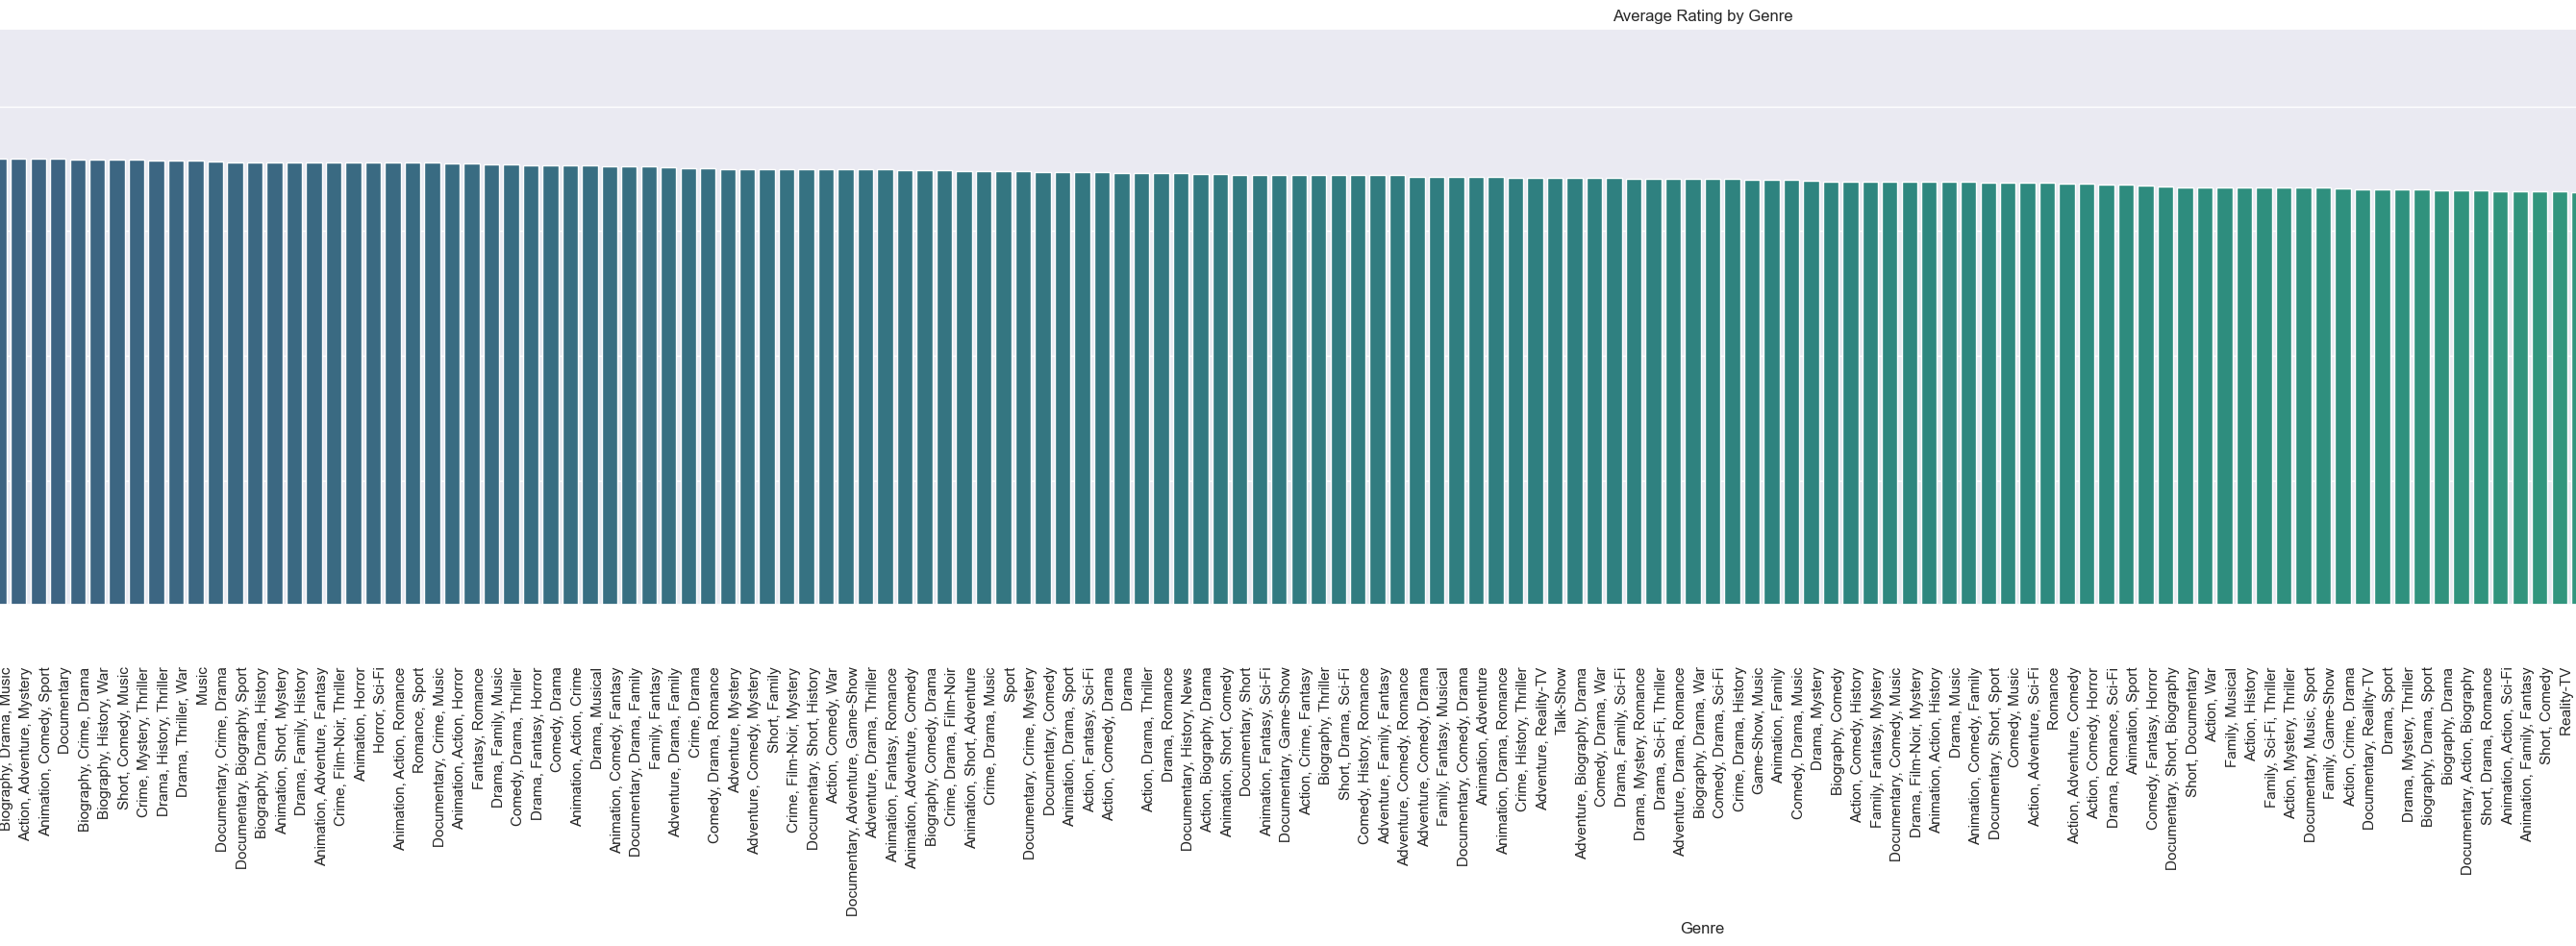 Average Rating by Genre
Biography, Drama, Music
Action, Adventure, Mystery
Animation, Comedy, Sport
Documentary
Biography, Crime, Drama
Biography, History, War
Short, Comedy, Music
Crime, Mystery, Thriller
Drama, History, Thriller
Drama, Thriller, War
Music
Documentary, Crime, Drama
Documentary, Biography, Sport
Biography, Drama, History
Animation, Short, Mystery
Drama, Family, History
Animation, Adventure, Fantasy
Crime, Film-Noir, Thriller
Animation, Horror
Horror, Sci-Fi
Animation, Action, Romance
Romance, Sport
Documentary, Crime, Music
Animation, Action, Horror
Fantasy, Romance
Drama, Family, Music
Comedy, Drama, Thriller
Drama, Fantasy, Horror
Comedy, Drama
Animation, Action, Crime
Drama, Musical
Animation, Comedy, Fantasy
Documentary, Drama, Family
Family, Fantasy
Adventure, Drama, Family
Crime, Drama
Comedy, Drama, Romance
Adventure, Mystery
Adventure, Comedy, Mystery
Short, Family
Crime, Film-Noir, Mystery
Documentary, Short, History
Action, Comedy, War
Documentary, Adventure, Game-Show
Adventure, Drama, Thriller
Animation, Fantasy, Romance
Animation, Adventure, Comedy
Biography, Comedy, Drama
Crime, Drama, Film-Noir
Animation, Short, Adventure
Crime, Drama, Music
Sport
Documentary, Crime, Mystery
Documentary, Comedy
Animation, Drama, Sport
Action, Fantasy, Sci-Fi
Action, Comedy, Drama
Drama
Action, Drama, Thriller
Drama, Romance
Documentary, History, News
Action, Biography, Drama
Animation, Short, Comedy
Documentary, Short
Animation, Fantasy, Sci-Fi
Documentary, Game-Show
Action, Crime, Fantasy
Biography, Thriller
Short, Drama, Sci-Fi
Comedy, History, Romance
Adventure, Family, Fantasy
Adventure, Comedy, Romance
Adventure, Comedy, Drama
Family, Fantasy, Musical
Documentary, Comedy, Drama
Animation, Adventure
Animation, Drama, Romance
Crime, History, Thriller
Adventure, Reality-TV
Talk-Show
Adventure, Biography, Drama
Comedy, Drama, War
Drama, Family, Sci-Fi
Drama, Mystery, Romance
Drama, Sci-Fi, Thriller
Adventure, Drama, Romance
Biography, Drama, War
Comedy, Drama, Sci-Fi
Crime, Drama, History
Game-Show, Music
Animation, Family
Comedy, Drama, Music
Drama, Mystery
Biography, Comedy
Action, Comedy, History
Family, Fantasy, Mystery
Documentary, Comedy, Music
Drama, Film-Noir, Mystery
Animation, Action, History
Drama, Music
Animation, Comedy, Family
Documentary, Short, Sport
Comedy, Music
Action, Adventure, Sci-Fi
Romance
Action, Adventure, Comedy
Action, Comedy, Horror
Drama, Romance, Sci-Fi
Animation, Sport
Comedy, Fantasy, Horror
Documentary, Short, Biography
Short, Documentary
Action, War
Family, Musical
Action, History
Family, Sci-Fi, Thriller
Action, Mystery, Thriller
Documentary, Music, Sport
Family, Game-Show
Action, Crime, Drama
Documentary, Reality-TV
Drama, Sport
Drama, Mystery, Thriller
Biography, Drama, Sport
Biography, Drama
Documentary, Action, Biography
Short, Drama, Romance
Animation, Action, Sci-Fi
Animation, Family, Fantasy
Short, Comedy
Reality-TV
Genre